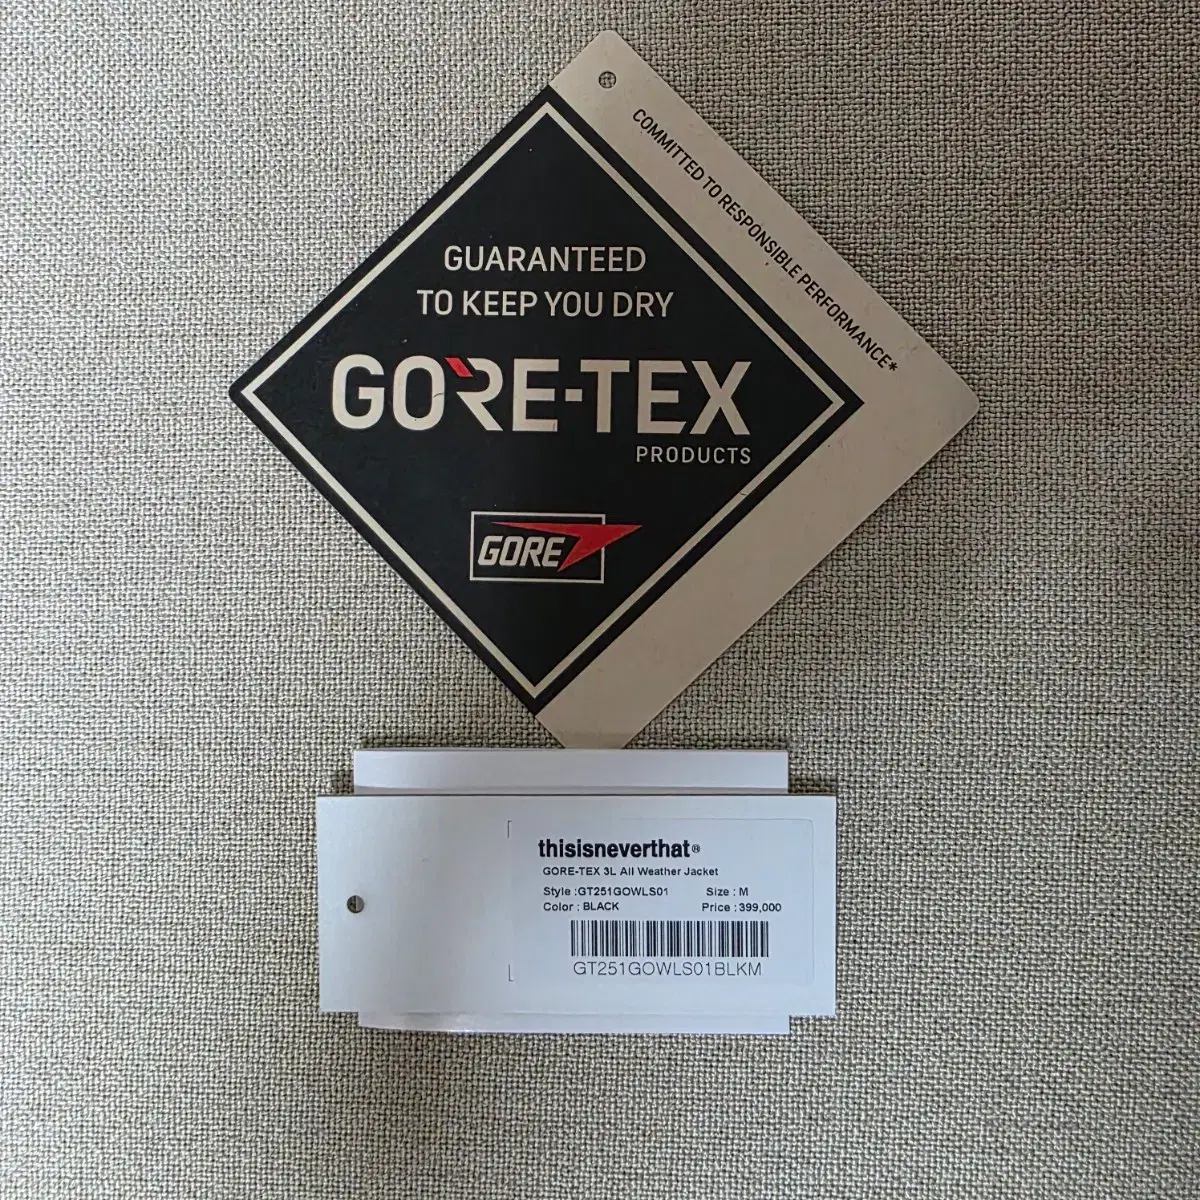 COMMITTED TO RESPONSIBLE PERFORMANCE*
GUARANTEED
TO KEEP YOU DRY
GORE-TEX
PRODUCTS
GORE
thisisneverthat®
GORE-TEX 3L All Weather Jacket
Style :GT251GOWLS01 Size : M
Color : BLACK Price : 399,000
GT251GOWLS01BLKM